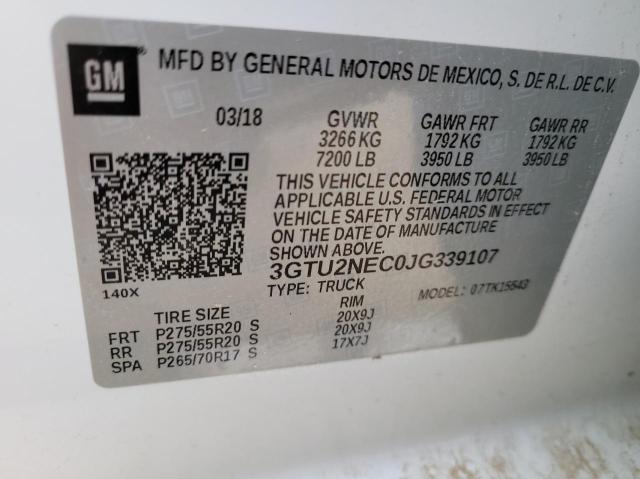 GM
MFD BY GENERAL MOTORS DE MEXICO, S. DE R.L. DE C.V.
03/18 GVWR GAWR FRT GAWR RR
3266 KG 1792 KG 1792 KG
7200 LB 3950 LB 3950 LB
THIS VEHICLE CONFORMS TO ALL
APPLICABLE U.S. FEDERAL MOTOR
VEHICLE SAFETY STANDARDS IN EFFECT
ON THE DATE OF MANUFACTURE
3GTU2NEC0JG339107
140X TYPE: TRUCK MODEL: 07TK15543
TIRE SIZE RIM
FRT P275/55R20 S 20X9J
RR P275/55R20 S 20X9J
SPA P265/70R17 S 17X7J